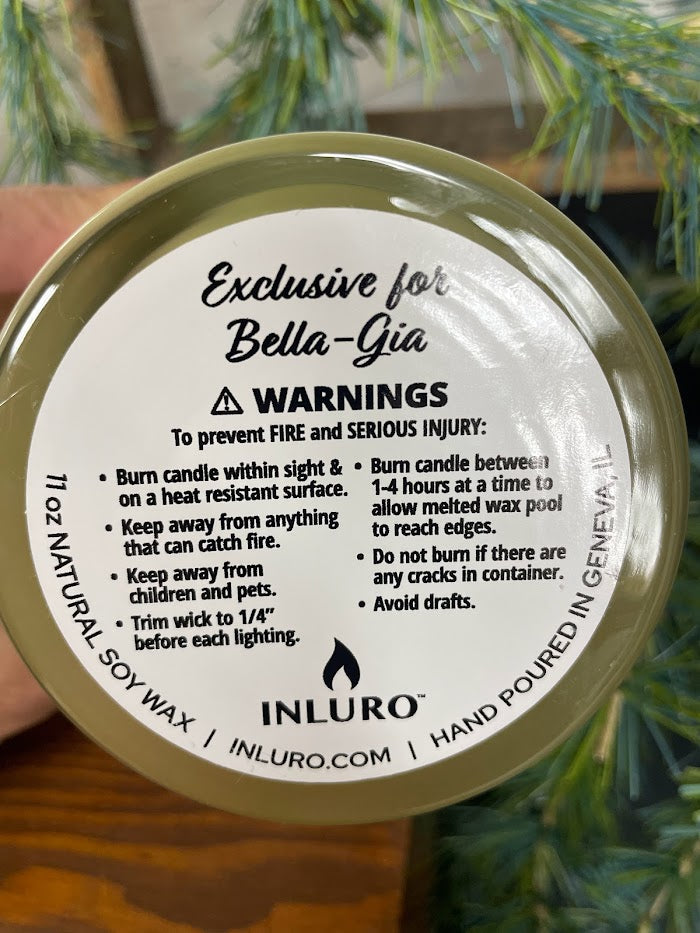 Exclusive for
Bella-Gia
⚠ WARNINGS
To prevent FIRE and SERIOUS INJURY:
• Burn candle within sight &
on a heat resistant surface.
• Keep away from anything
that can catch fire.
• Keep away from
children and pets.
• Trim wick to 1/4"
before each lighting.
• Burn candle between
1-4 hours at a time to
allow melted wax pool
to reach edges.
• Do not burn if there are
any cracks in container.
• Avoid drafts.
INLURO™
11 oz NATURAL SOY WAX | INLURO.COM | HAND POURED IN GENEVA, IL